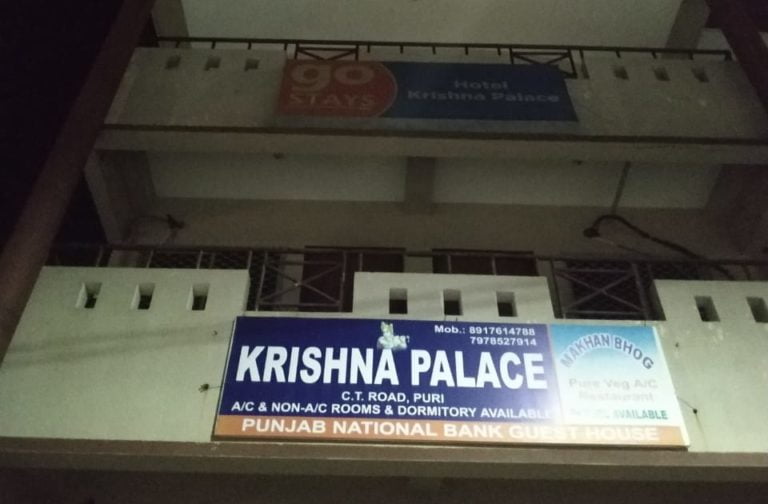 go
STAYS
Hotel
Krishna Palace
Mob.: 8917614788
7978527914
KRISHNA PALACE
C.T. ROAD, PURI
A/C & NON-A/C ROOMS & DORMITORY AVAILABLE
PUNJAB NATIONAL BANK GUEST HOUSE
MAKHAN BHOG
Pure Veg A/C
Restaurant
AVAILABLE